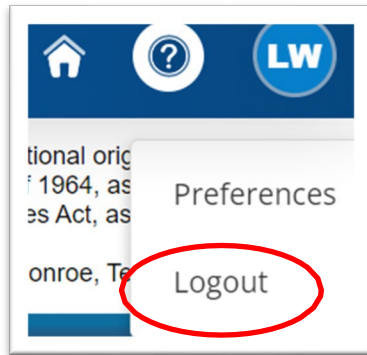 ? LW
tional orig
f 1964, as
es Act, as
onroe, Te
Preferences
Logout